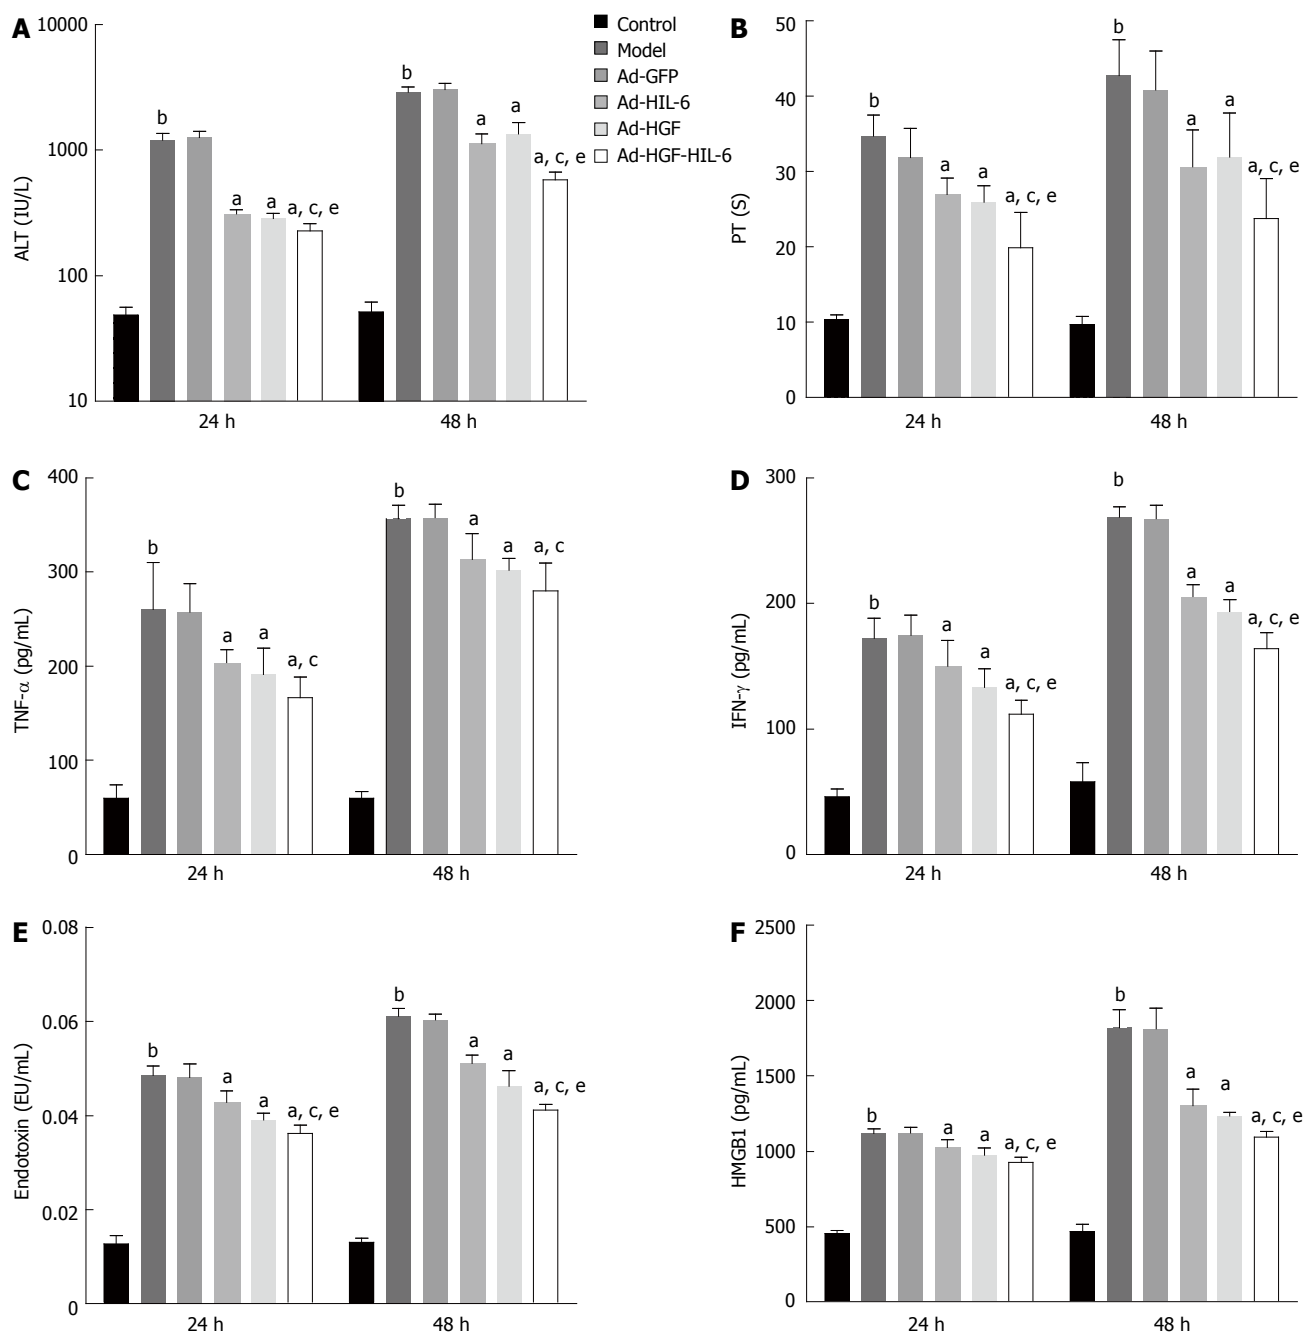 A
10000
1000
100
10
ALT (IU/L)
b
a
a
a, c, e
b
a
a
a, c, e
24 h
48 h
Control
Model
Ad-GFP
Ad-HIL-6
Ad-HGF
Ad-HGF-HIL-6
B
50
40
30
20
10
0
PT (S)
b
a
a
a, c, e
b
a
a
a, c, e
24 h
48 h
C
400
300
200
100
0
TNF-α (pg/mL)
b
a
a
a, c
b
a
a
a, c
24 h
48 h
D
300
200
100
0
IFN-γ (pg/mL)
b
a
a
a, c, e
b
a
a
a, c, e
24 h
48 h
E
0.08
0.06
0.04
0.02
0
Endotoxin (EU/mL)
b
a
a
a, c, e
b
a
a
a, c, e
24 h
48 h
F
2500
2000
1500
1000
500
0
HMGB1 (pg/mL)
b
a
a
a, c, e
b
a
a
a, c, e
24 h
48 h